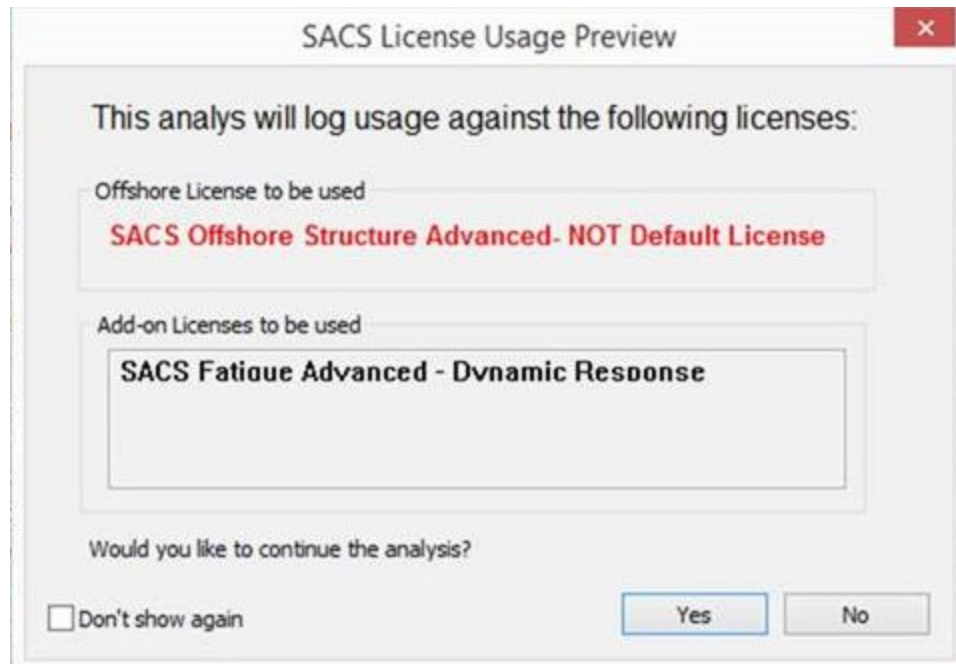 SACS License Usage Preview
This analys will log usage against the following licenses:
Offshore License to be used
SACS Offshore Structure Advanced- NOT Default License
Add-on Licenses to be used
SACS Fatigue Advanced - Dynamic Response
Would you like to continue the analysis?
Don't show again
Yes
No